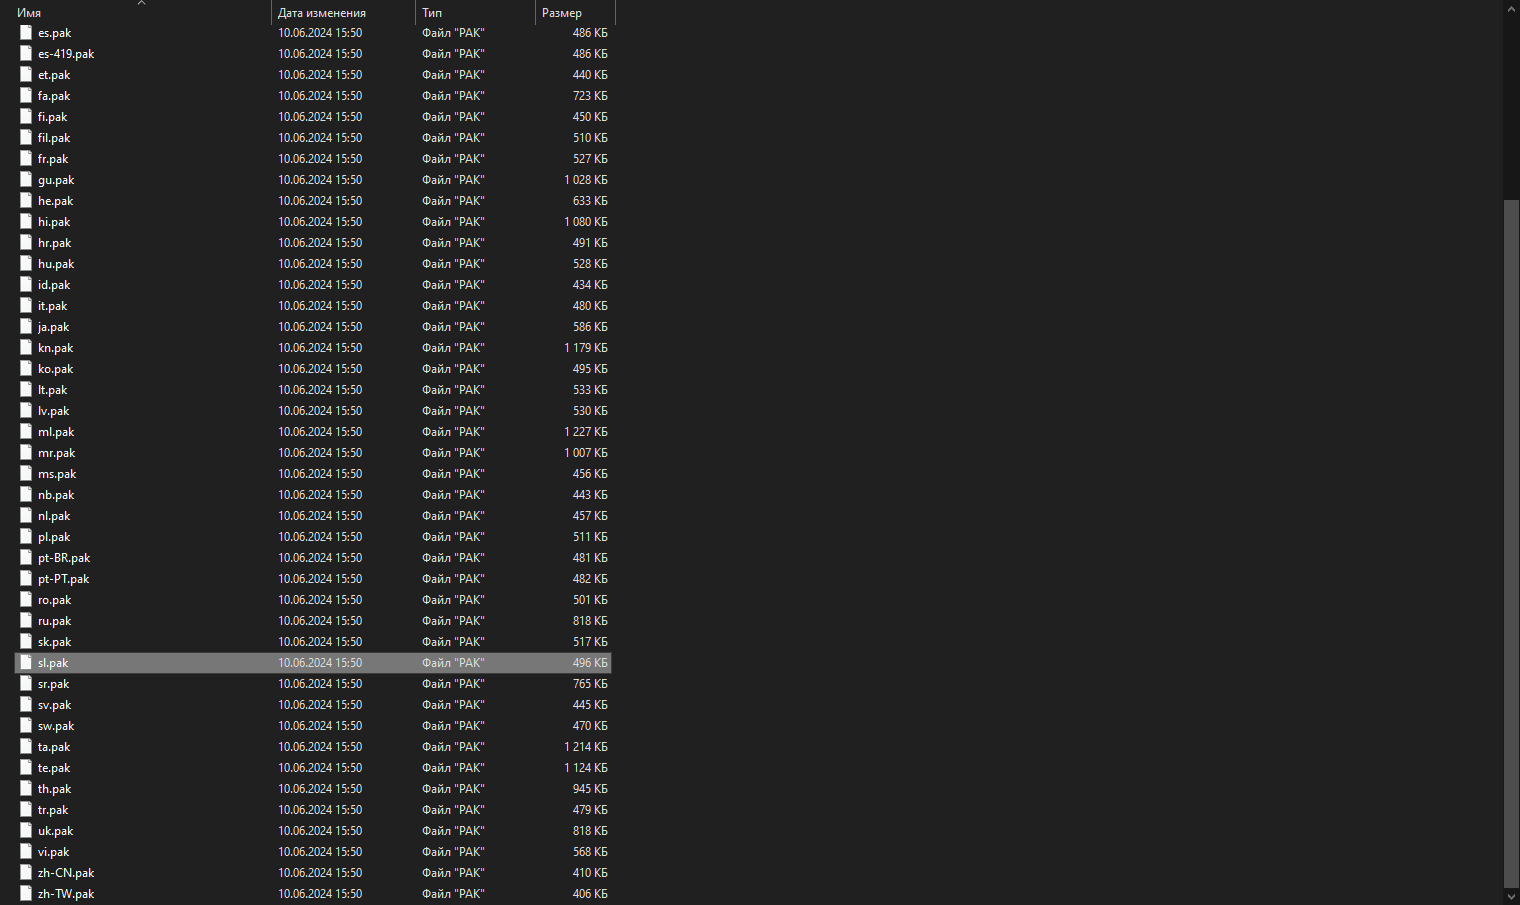 Имя Дата изменения Тип Размер
es.pak 10.06.2024 15:50 Файл "PAK" 486 КБ
es-419.pak 10.06.2024 15:50 Файл "PAK" 486 КБ
et.pak 10.06.2024 15:50 Файл "PAK" 440 КБ
fa.pak 10.06.2024 15:50 Файл "PAK" 723 КБ
fi.pak 10.06.2024 15:50 Файл "PAK" 450 КБ
fil.pak 10.06.2024 15:50 Файл "PAK" 510 КБ
fr.pak 10.06.2024 15:50 Файл "PAK" 527 КБ
gu.pak 10.06.2024 15:50 Файл "PAK" 1 028 КБ
he.pak 10.06.2024 15:50 Файл "PAK" 633 КБ
hi.pak 10.06.2024 15:50 Файл "PAK" 1 080 КБ
hr.pak 10.06.2024 15:50 Файл "PAK" 491 КБ
hu.pak 10.06.2024 15:50 Файл "PAK" 528 КБ
id.pak 10.06.2024 15:50 Файл "PAK" 434 КБ
it.pak 10.06.2024 15:50 Файл "PAK" 480 КБ
ja.pak 10.06.2024 15:50 Файл "PAK" 586 КБ
kn.pak 10.06.2024 15:50 Файл "PAK" 1 179 КБ
ko.pak 10.06.2024 15:50 Файл "PAK" 495 КБ
lt.pak 10.06.2024 15:50 Файл "PAK" 533 КБ
lv.pak 10.06.2024 15:50 Файл "PAK" 530 КБ
ml.pak 10.06.2024 15:50 Файл "PAK" 1 227 КБ
mr.pak 10.06.2024 15:50 Файл "PAK" 1 007 КБ
ms.pak 10.06.2024 15:50 Файл "PAK" 456 КБ
nb.pak 10.06.2024 15:50 Файл "PAK" 443 КБ
nl.pak 10.06.2024 15:50 Файл "PAK" 457 КБ
pl.pak 10.06.2024 15:50 Файл "PAK" 511 КБ
pt-BR.pak 10.06.2024 15:50 Файл "PAK" 481 КБ
pt-PT.pak 10.06.2024 15:50 Файл "PAK" 482 КБ
ro.pak 10.06.2024 15:50 Файл "PAK" 501 КБ
ru.pak 10.06.2024 15:50 Файл "PAK" 818 КБ
sk.pak 10.06.2024 15:50 Файл "PAK" 517 КБ
sl.pak 10.06.2024 15:50 Файл "PAK" 496 КБ
sr.pak 10.06.2024 15:50 Файл "PAK" 765 КБ
sv.pak 10.06.2024 15:50 Файл "PAK" 445 КБ
sw.pak 10.06.2024 15:50 Файл "PAK" 470 КБ
ta.pak 10.06.2024 15:50 Файл "PAK" 1 214 КБ
te.pak 10.06.2024 15:50 Файл "PAK" 1 124 КБ
th.pak 10.06.2024 15:50 Файл "PAK" 945 КБ
tr.pak 10.06.2024 15:50 Файл "PAK" 479 КБ
uk.pak 10.06.2024 15:50 Файл "PAK" 818 КБ
vi.pak 10.06.2024 15:50 Файл "PAK" 568 КБ
zh-CN.pak 10.06.2024 15:50 Файл "PAK" 410 КБ
zh-TW.pak 10.06.2024 15:50 Файл "PAK" 406 КБ